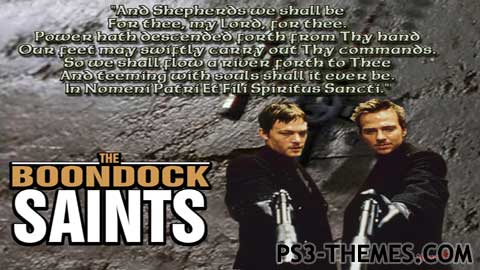 "And Shepherds we shall be
For thee, my lord, for thee.
Power hath descended forth from Thy hand
Our feet may swiftly carry out Thy commands.
So we shall flow a river forth to Thee
And teeming with souls shall it ever be.
In Nomeni Patri Et Fili Spiritus Sancti."
THE
BOONDOCK
SAINTS
PS3-THEMES.COM